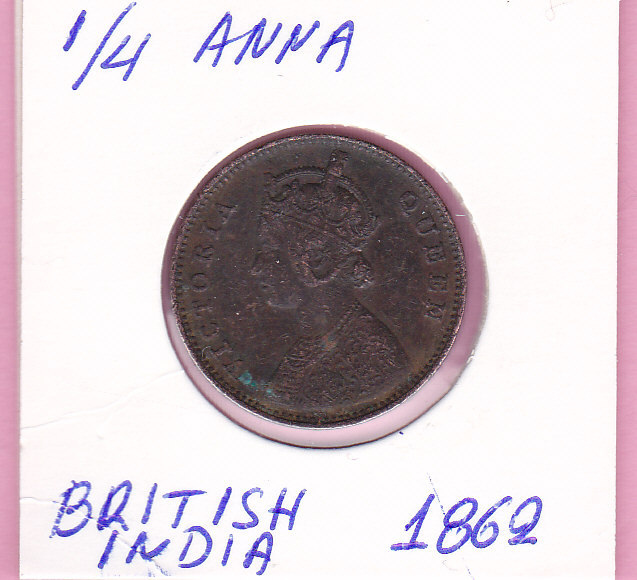 1/4 ANNA
VICTORIA QUEEN
BRITISH INDIA 1862